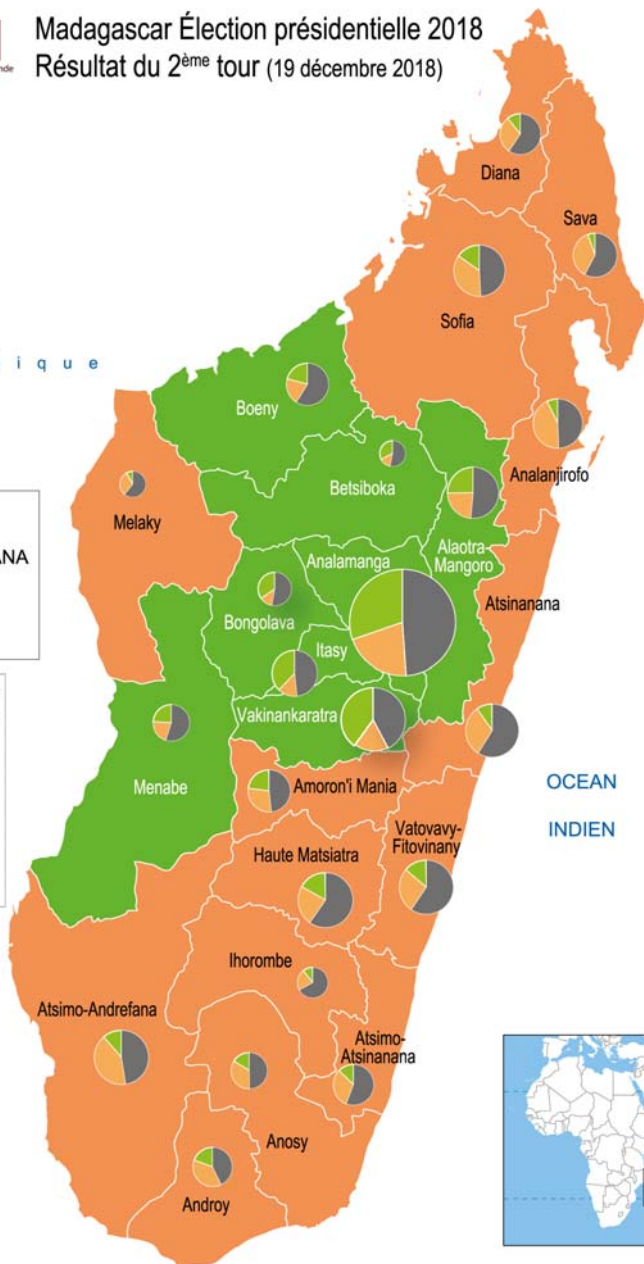 Madagascar Élection présidentielle 2018
Résultat du 2ème tour (19 décembre 2018)
nde
Diana
Sava
Sofia
i q u e
Boeny
Analanjirofo
Betsiboka
Melaky
ANA
Alaotra-
Mangoro
Analamanga
Atsinanana
Bongolava
Itasy
Vakinankaratra
Menabe
Amoron'i Mania
OCEAN
INDIEN
Vatovavy-
Fitovinany
Haute Matsiatra
Ihorombe
Atsimo-Andrefana
Atsimo-
Atsinanana
Anosy
Androy